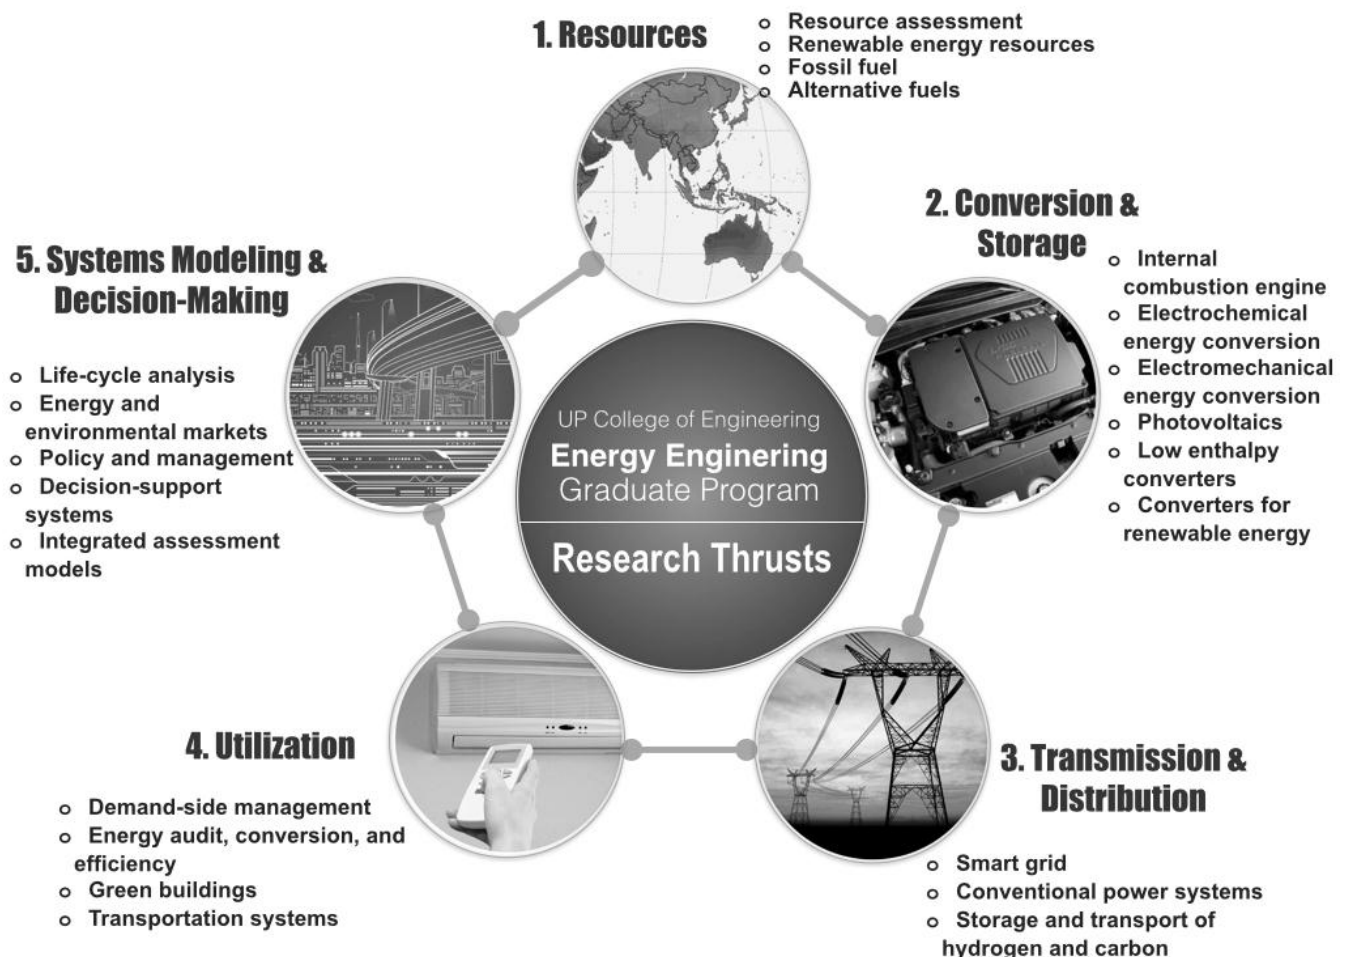 1. Resources
o Resource assessment
o Renewable energy resources
o Fossil fuel
o Alternative fuels
2. Conversion &
Storage
o Internal
combustion engine
o Electrochemical
energy conversion
o Electromechanical
energy conversion
o Photovoltaics
o Low enthalpy
converters
o Converters for
renewable energy
5. Systems Modeling &
Decision-Making
o Life-cycle analysis
o Energy and
environmental markets
o Policy and management
o Decision-support
systems
o Integrated assessment
models
UP College of Engineering
Energy Enginering
Graduate Program
Research Thrusts
4. Utilization
o Demand-side management
o Energy audit, conversion, and
efficiency
o Green buildings
o Transportation systems
3. Transmission &
Distribution
o Smart grid
o Conventional power systems
o Storage and transport of
hydrogen and carbon